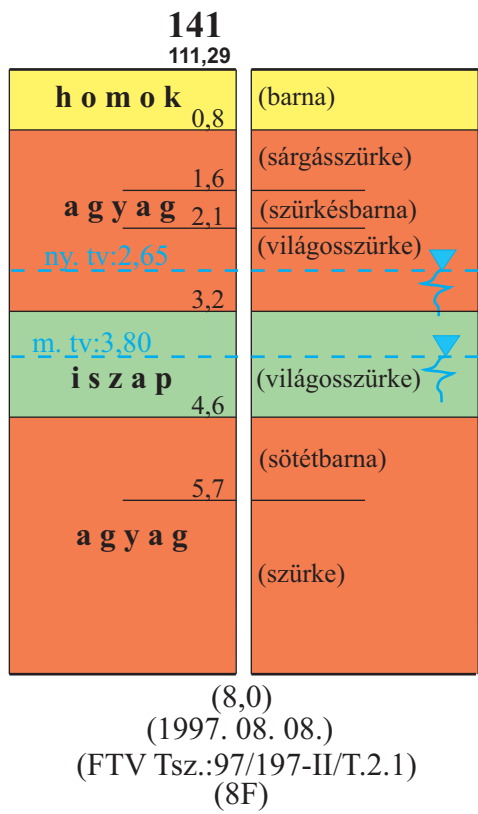 141
111,29
homok
(barna)
0,8
(sárgásszürke)
1,6
agyag
(szürkésbarna)
2,1
(világosszürke)
ny. tv:2,65
3,2
m. tv:3,80
iszap
(világosszürke)
4,6
(sötétbarna)
5,7
agyag
(szürke)
(8,0)
(1997. 08. 08.)
(FTV Tsz.:97/197-II/T.2.1)
(8F)